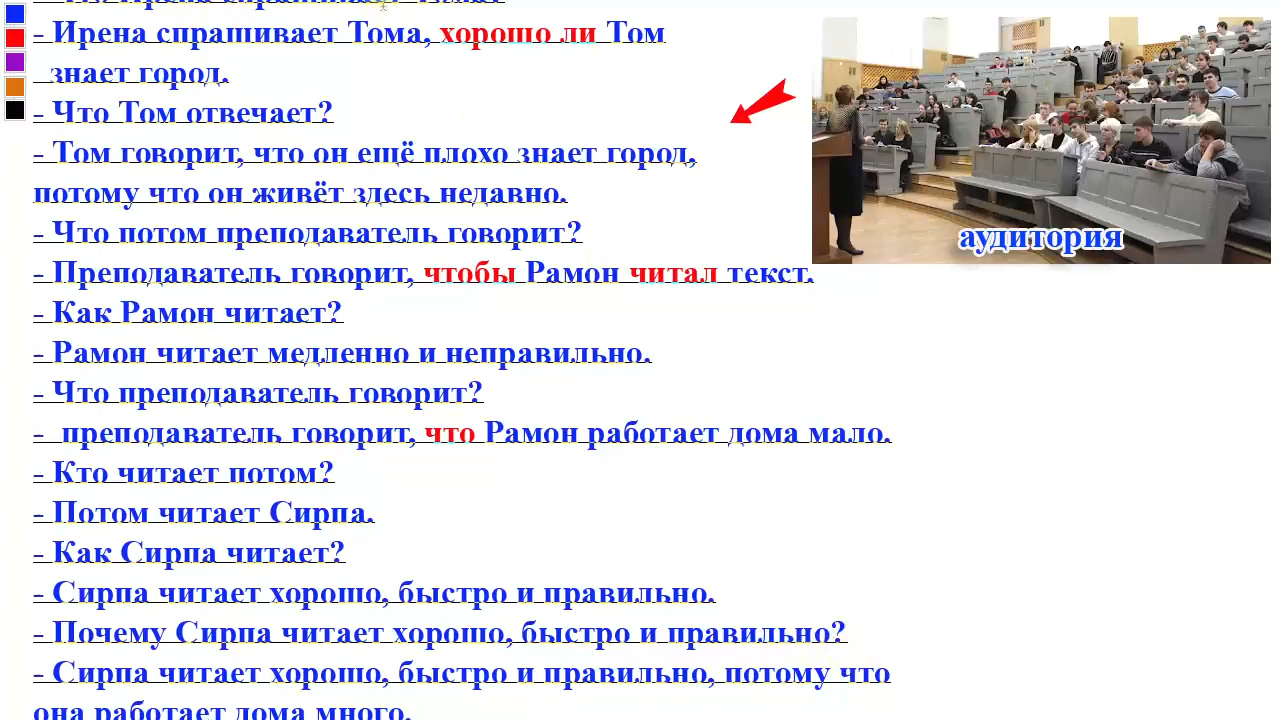 - Ирена спрашивает Тома, хорошо ли Том
знает город.
- Что Том отвечает?
- Том говорит, что он ещё плохо знает город,
потому что он живёт здесь недавно.
- Что потом преподаватель говорит?
- Преподаватель говорит, чтобы Рамон читал текст.
- Как Рамон читает?
- Рамон читает медленно и неправильно.
- Что преподаватель говорит?
- преподаватель говорит, что Рамон работает дома мало.
- Кто читает потом?
- Потом читает Сирпа.
- Как Сирпа читает?
- Сирпа читает хорошо, быстро и правильно.
- Почему Сирпа читает хорошо, быстро и правильно?
- Сирпа читает хорошо, быстро и правильно, потому что
она работает дома много.
аудитория